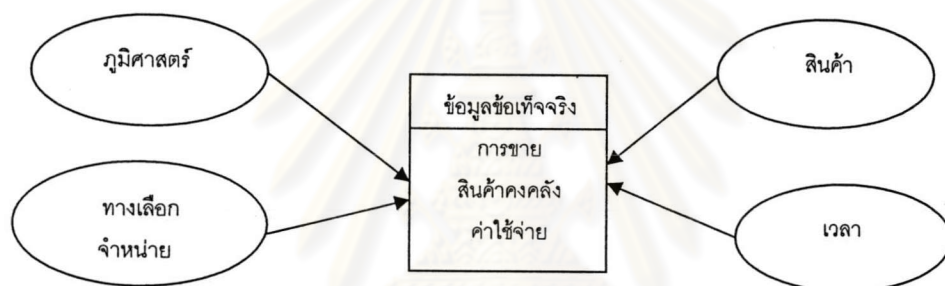 ภูมิศาสตร์
สินค้า
ข้อมูลข้อเท็จจริง
การขาย
สินค้าคงคลัง
ค่าใช้จ่าย
ทางเลือก
จำหน่าย
เวลา